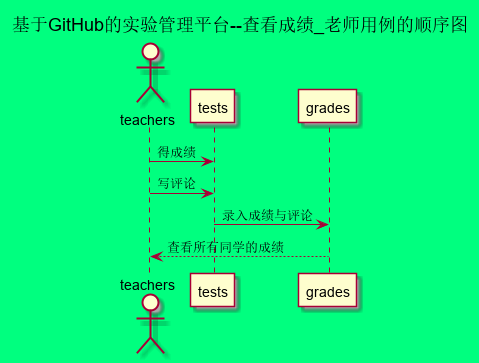 基于GitHub的实验管理平台--查看成绩_老师用例的顺序图
teachers
tests
grades
得成绩
写评论
录入成绩与评论
查看所有同学的成绩
teachers
tests
grades